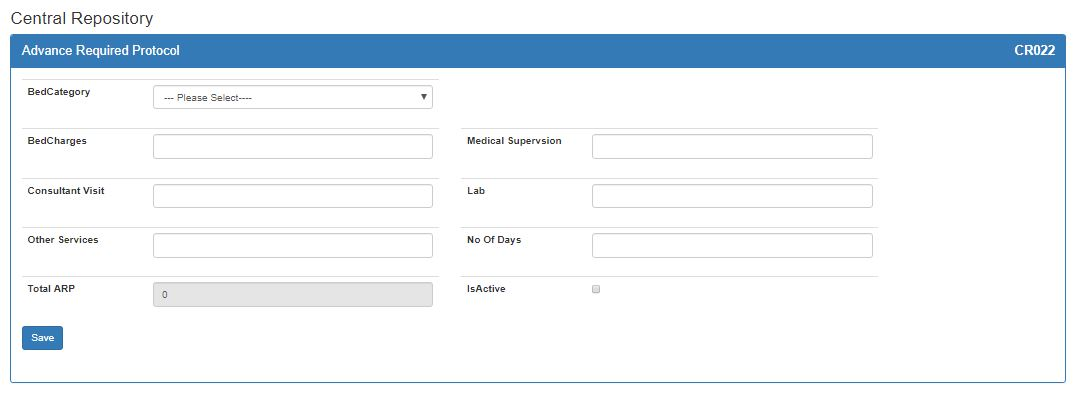 Central Repository
Advance Required Protocol CR022
BedCategory --- Please Select----
BedCharges Medical Supervsion
Consultant Visit Lab
Other Services No Of Days
Total ARP 0 IsActive
Save